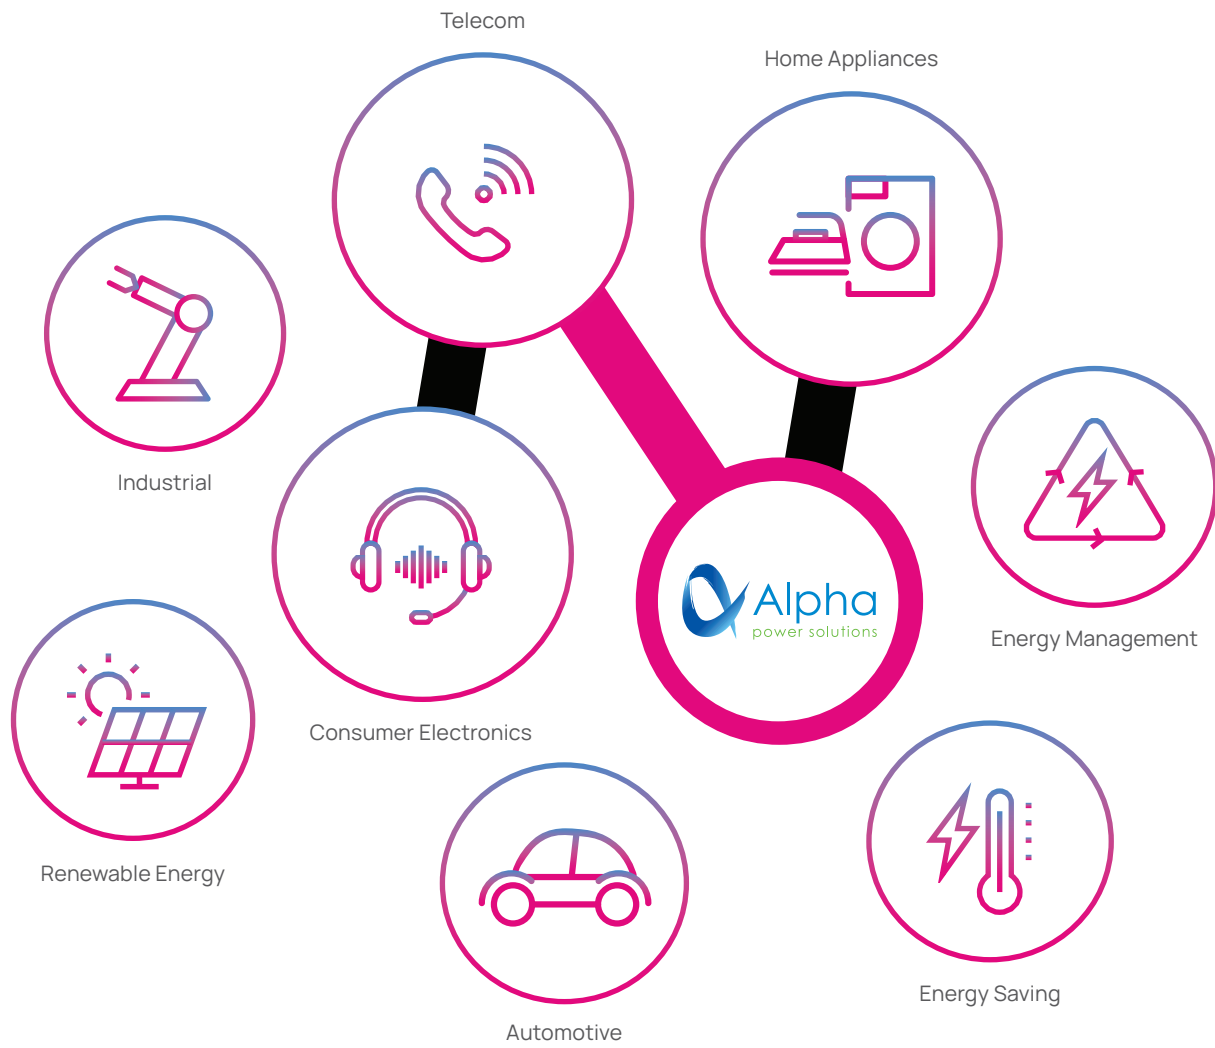 Telecom
Home Appliances
Industrial
Alpha
power solutions
Energy Management
Consumer Electronics
Renewable Energy
Energy Saving
Automotive